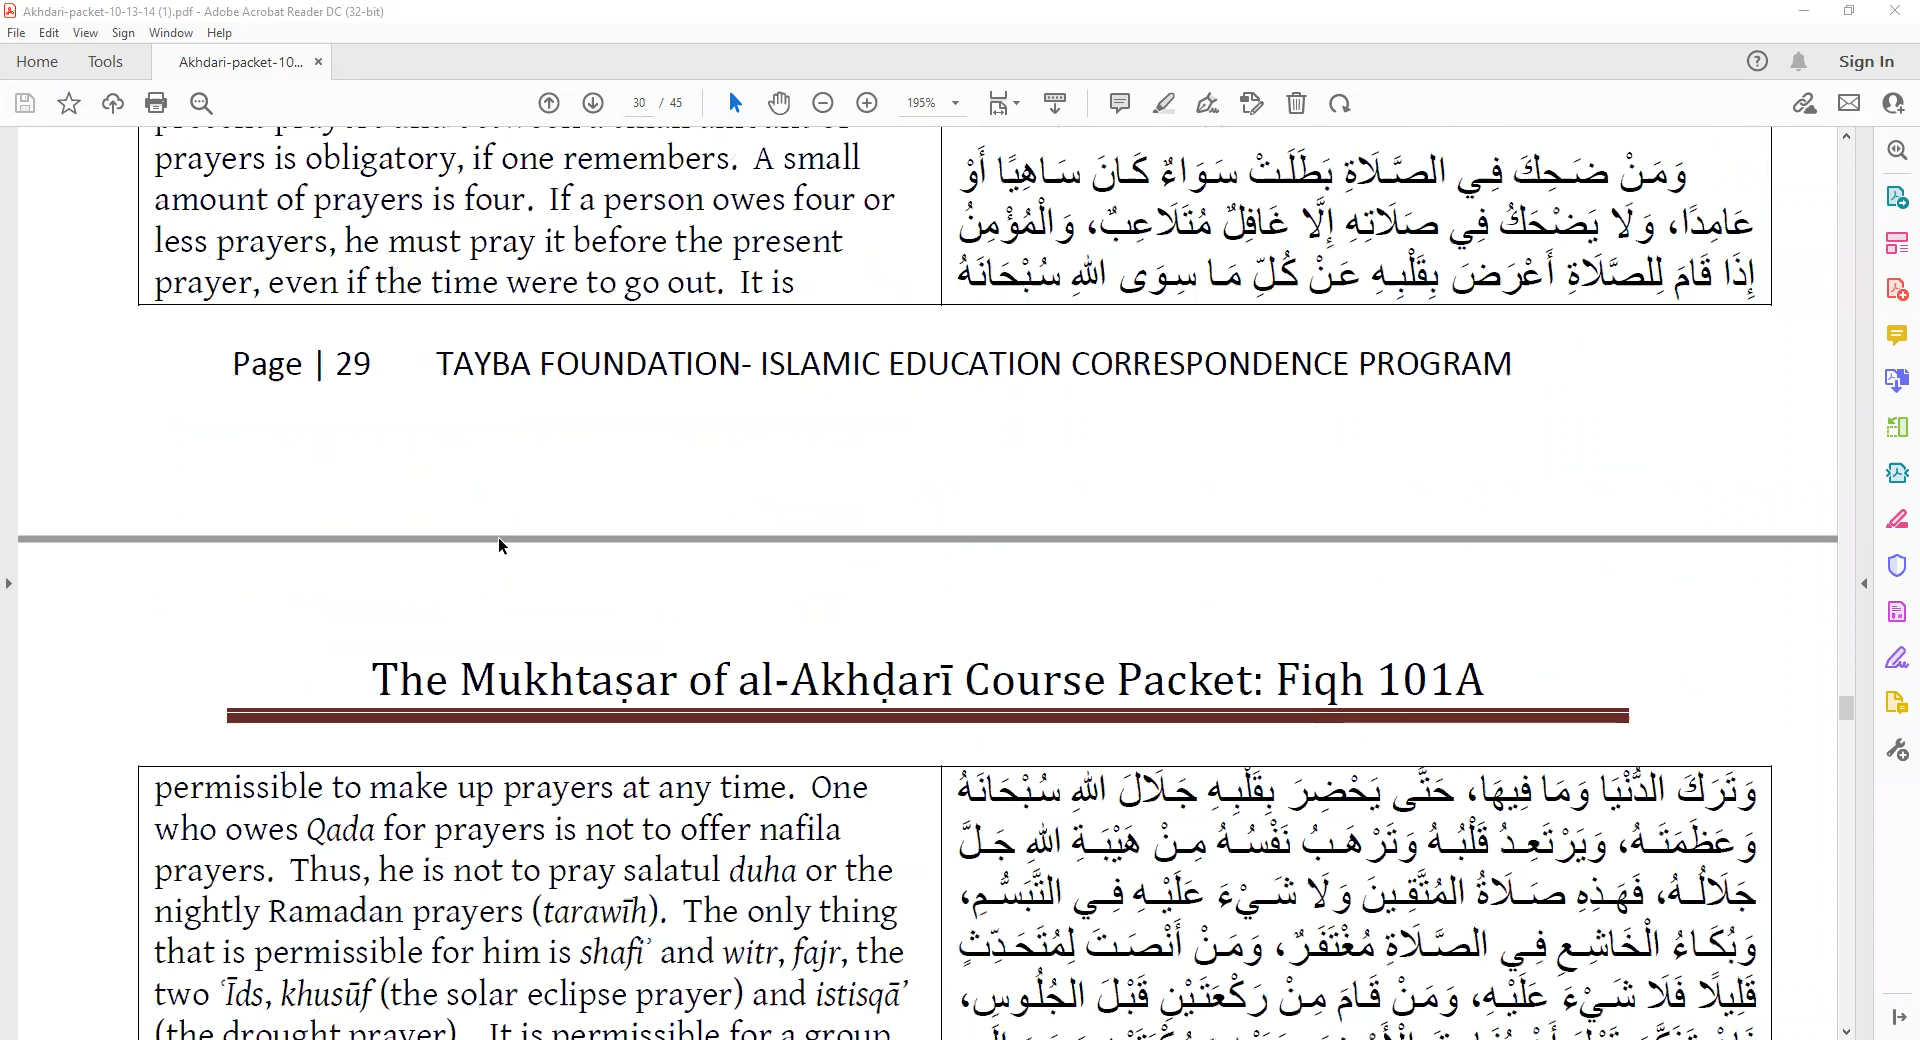 Akhdari-packet-10-13-14 (1).pdf - Adobe Acrobat Reader DC (32-bit)
File Edit View Sign Window Help
Home Tools Akhdari-packet-10... ×
Sign In
30 / 45
195%
prayers is obligatory, if one remembers. A small
amount of prayers is four. If a person owes four or
less prayers, he must pray it before the present
prayer, even if the time were to go out. It is
وَمَنْ ضَحِكَ فِي الصَّلَاةِ بَطَلَتْ سَوَاءٌ كَانَ سَاهِيًا أَوْ
عَامِدًا، وَلَا يَضْحَكُ فِي صَلَاتِهِ إِلَّا غَافِلٌ مُتَلَاعِبٌ، وَالْمُؤْمِنُ
إِذَا قَامَ لِلصَّلَاةِ أَعْرَضَ بِقَلْبِهِ عَنْ كُلِّ مَا سِوَى اللهِ سُبْحَانَهُ
Page | 29 TAYBA FOUNDATION- ISLAMIC EDUCATION CORRESPONDENCE PROGRAM
The Mukhtaṣar of al-Akhḍarī Course Packet: Fiqh 101A
permissible to make up prayers at any time. One
who owes Qada for prayers is not to offer nafila
prayers. Thus, he is not to pray salatul duha or the
nightly Ramadan prayers (tarawīh). The only thing
that is permissible for him is shafiʾ and witr, fajr, the
two ʿĪds, khusūf (the solar eclipse prayer) and istisqāʾ
(the drought prayer). It is permissible for a group
وَتَرَكَ الدُّنْيَا وَمَا فِيهَا، حَتَّى يَحْضِرَ بِقَلْبِهِ جَلَالَ اللهِ سُبْحَانَهُ
وَعَظَمَتَهُ، وَيَرْتَعِدُ قَلْبُهُ وَتَرْهَبُ نَفْسُهُ مِنْ هَيْبَةِ اللهِ جَلَّ
جَلَالُهُ، فَهَذِهِ صَلَاةُ الْمُتَّقِينَ وَلَا شَيْءَ عَلَيْهِ فِي التَّبَسُّمِ،
وَبُكَاءُ الْخَاشِعِ فِي الصَّلَاةِ مُغْتَفَرٌ، وَمَنْ أَنْصَتَ لِمُتَحَدِّثٍ
قَلِيلًا فَلَا شَيْءَ عَلَيْهِ، وَمَنْ قَامَ مِنْ رَكْعَتَيْنِ قَبْلَ الْجُلُوسِ،